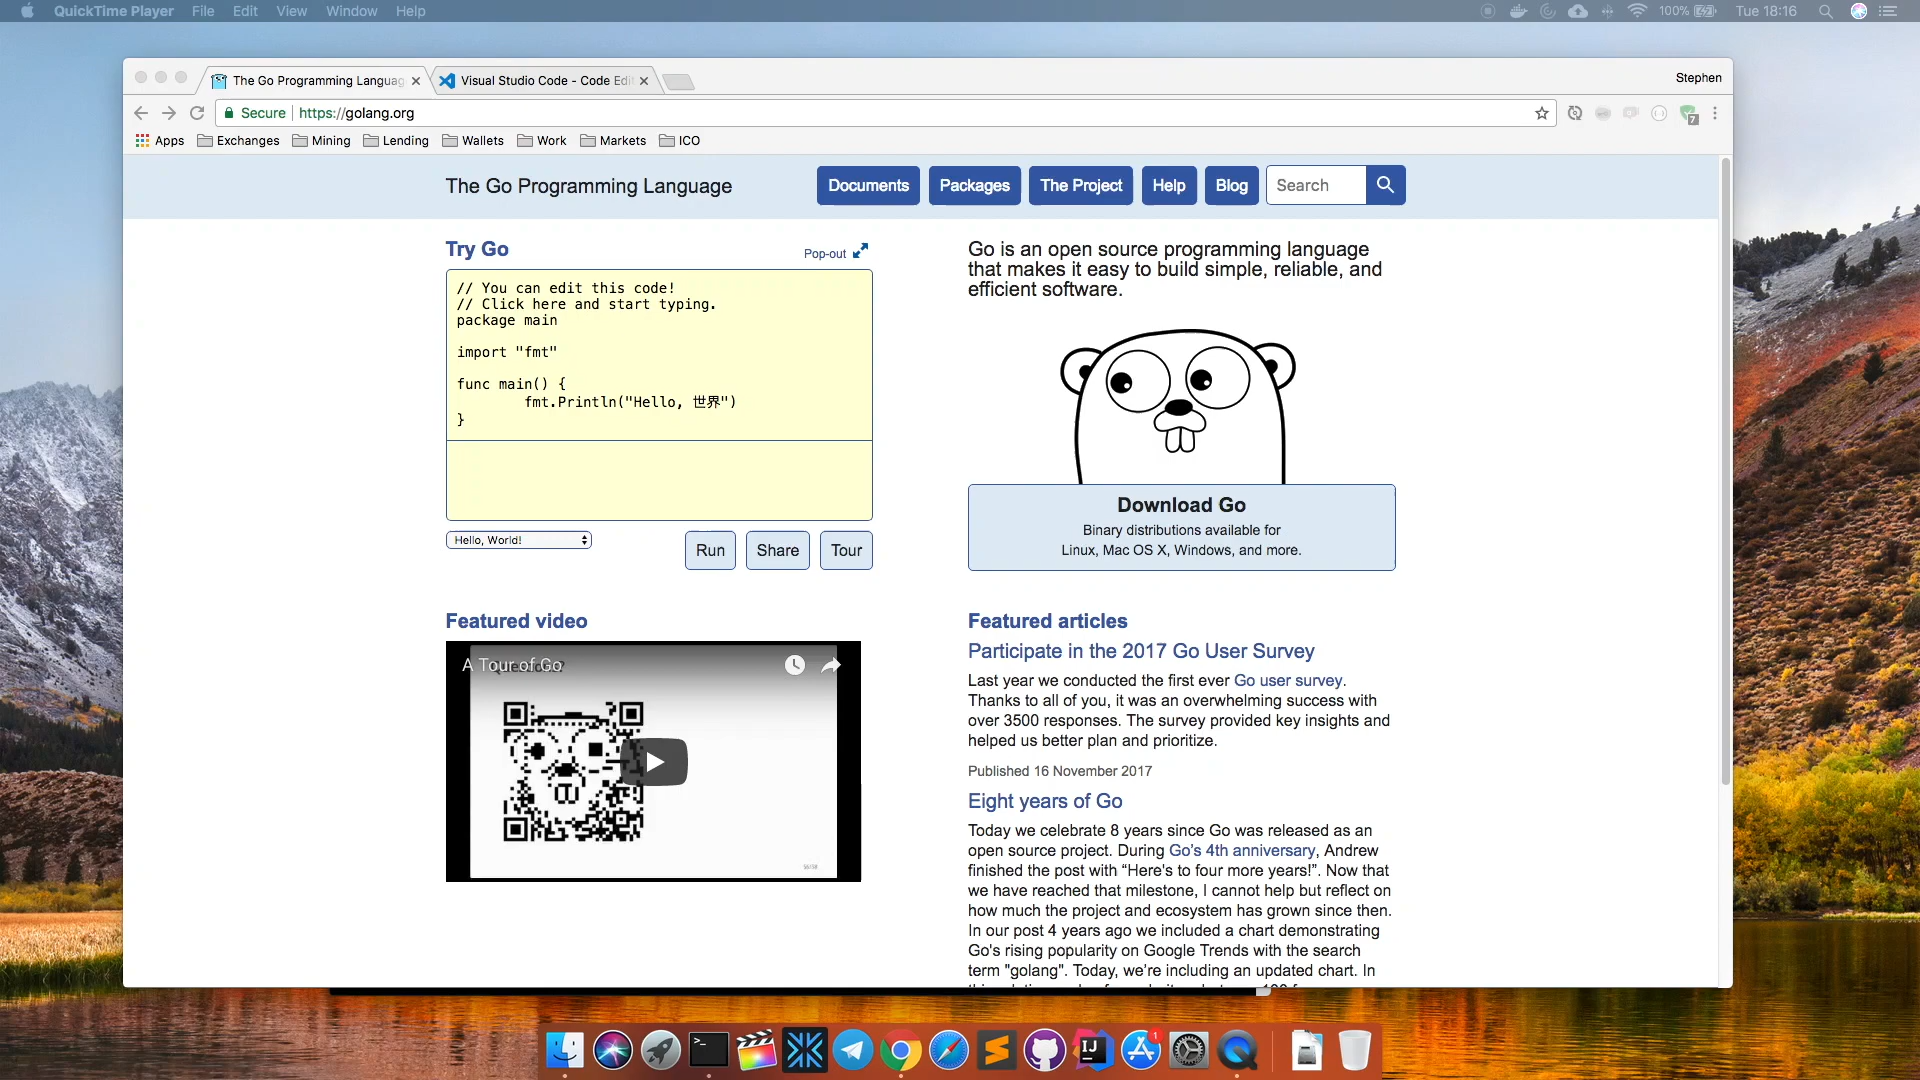 QuickTime Player File Edit View Window Help
100% Tue 18:16
The Go Programming Languag
Visual Studio Code - Code Edit
Stephen
Secure https://golang.org
7
Apps Exchanges Mining Lending Wallets Work Markets ICO
The Go Programming Language
Documents Packages The Project Help Blog Search
Try Go
Pop-out
// You can edit this code!
// Click here and start typing.
package main
import "fmt"
func main() {
fmt.Println("Hello, 世界")
}
Hello, World!
Run Share Tour
Go is an open source programming language
that makes it easy to build simple, reliable, and
efficient software.
Download Go
Binary distributions available for
Linux, Mac OS X, Windows, and more.
Featured video
A Tour of Go
Featured articles
Participate in the 2017 Go User Survey
Last year we conducted the first ever Go user survey.
Thanks to all of you, it was an overwhelming success with
over 3500 responses. The survey provided key insights and
helped us better plan and prioritize.
Published 16 November 2017
Eight years of Go
Today we celebrate 8 years since Go was released as an
open source project. During Go's 4th anniversary, Andrew
finished the post with “Here's to four more years!”. Now that
we have reached that milestone, I cannot help but reflect on
how much the project and ecosystem has grown since then.
In our post 4 years ago we included a chart demonstrating
Go's rising popularity on Google Trends with the search
term "golang". Today, we’re including an updated chart. In
IJ
1